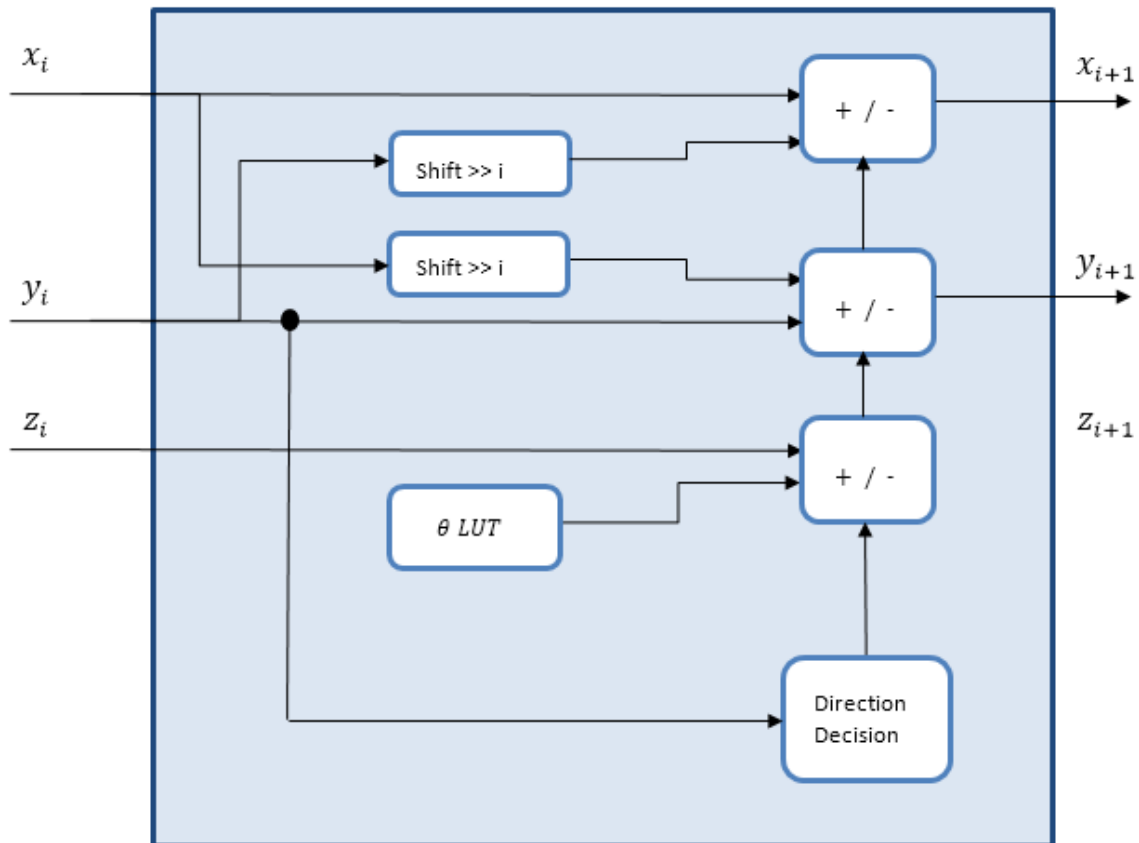 x_i
x_{i+1}
+ / -
Shift >> i
Shift >> i
y_i
y_{i+1}
+ / -
z_i
z_{i+1}
+ / -
θ LUT
Direction
Decision